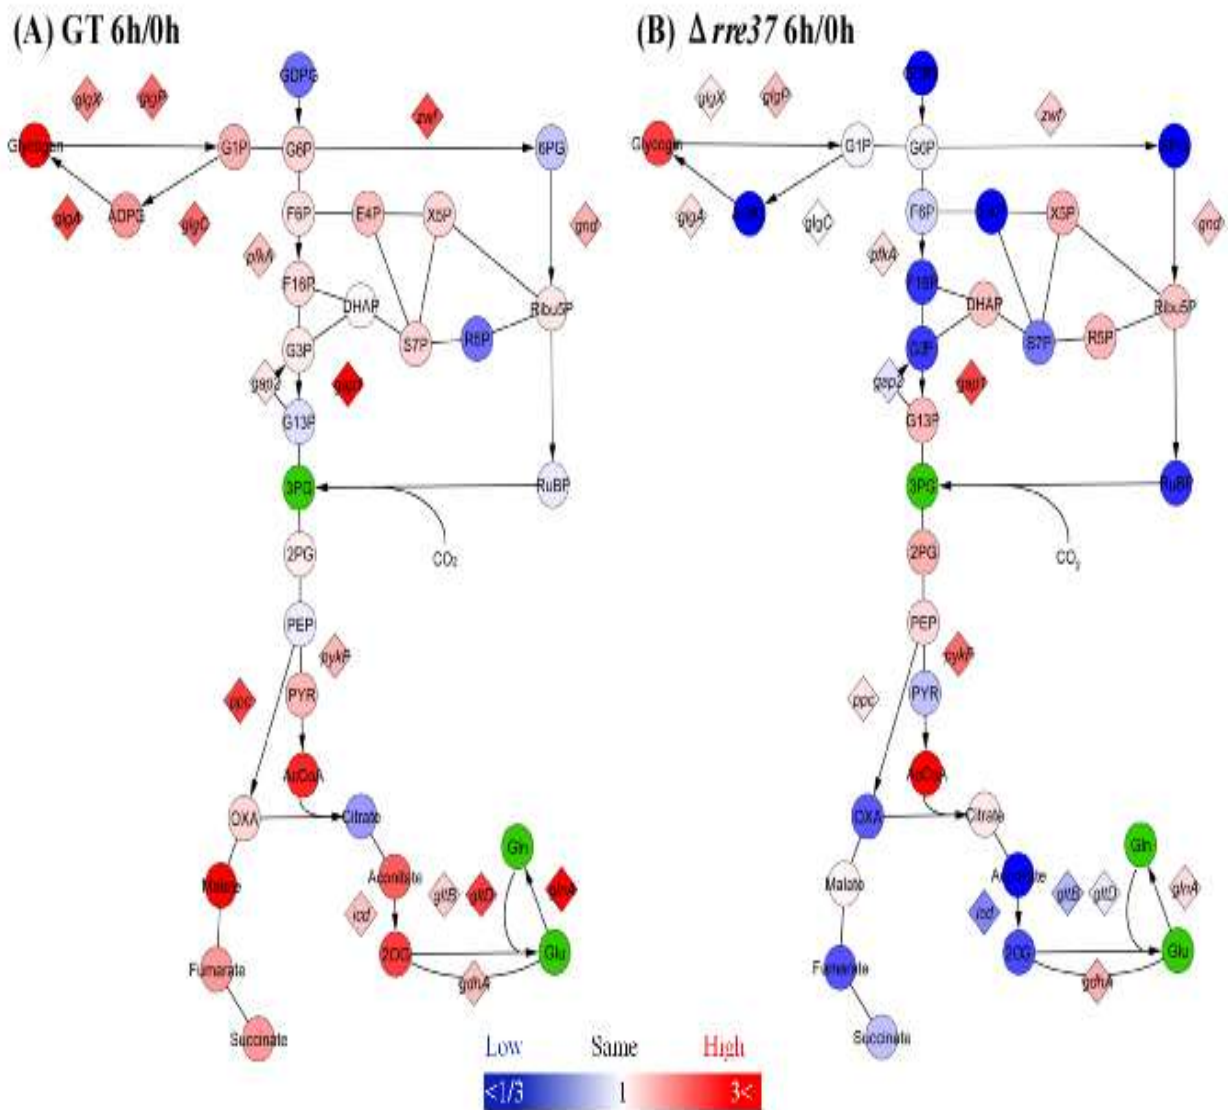 (A) GT 6h/0h
GDPG
glgX glgP zwf
Glycogen G1P G6P 6PG
glgA ADPG glgC F6P E4P X5P gnd
pfkA
F16P DHAP Ribu5P
G3P S7P R5P
gap2 gap1
G13P
3PG RuBP
2PG CO2
PEP
pykF
ppc PYR
AcCoA
OXA Citrate
Gln
Malate Aconitate gltB gltD glnA
icd
2OG Glu
Fumarate gdhA
Succinate
(B) Δrre37 6h/0h
glgX glgP zwf
Glycogen G1P G6P 6PG
glgA glgC F6P X5P gnd
pfkA
F16P DHAP Ribu5P
G3P S7P R5P
gap2 gap1
G13P
3PG RuBP
2PG CO2
PEP
pykF
ppc PYR
AcCoA
OXA Citrate
Gln
Malate Aconitate gltB gltD glnA
icd
2OG Glu
Fumarate gdhA
Succinate
Low Same High
<1/3 1 3<